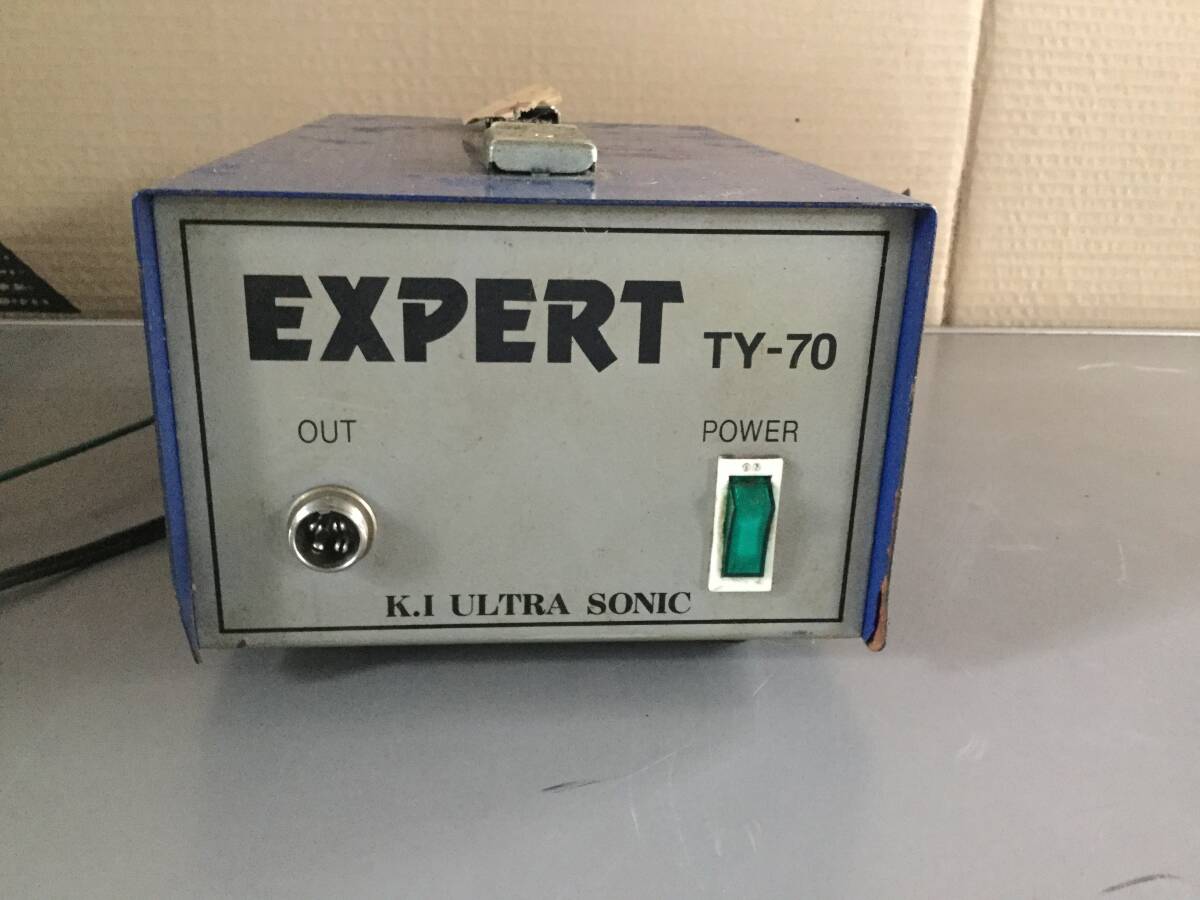 EXPERT TY-70
OUT POWER
K.I ULTRA SONIC